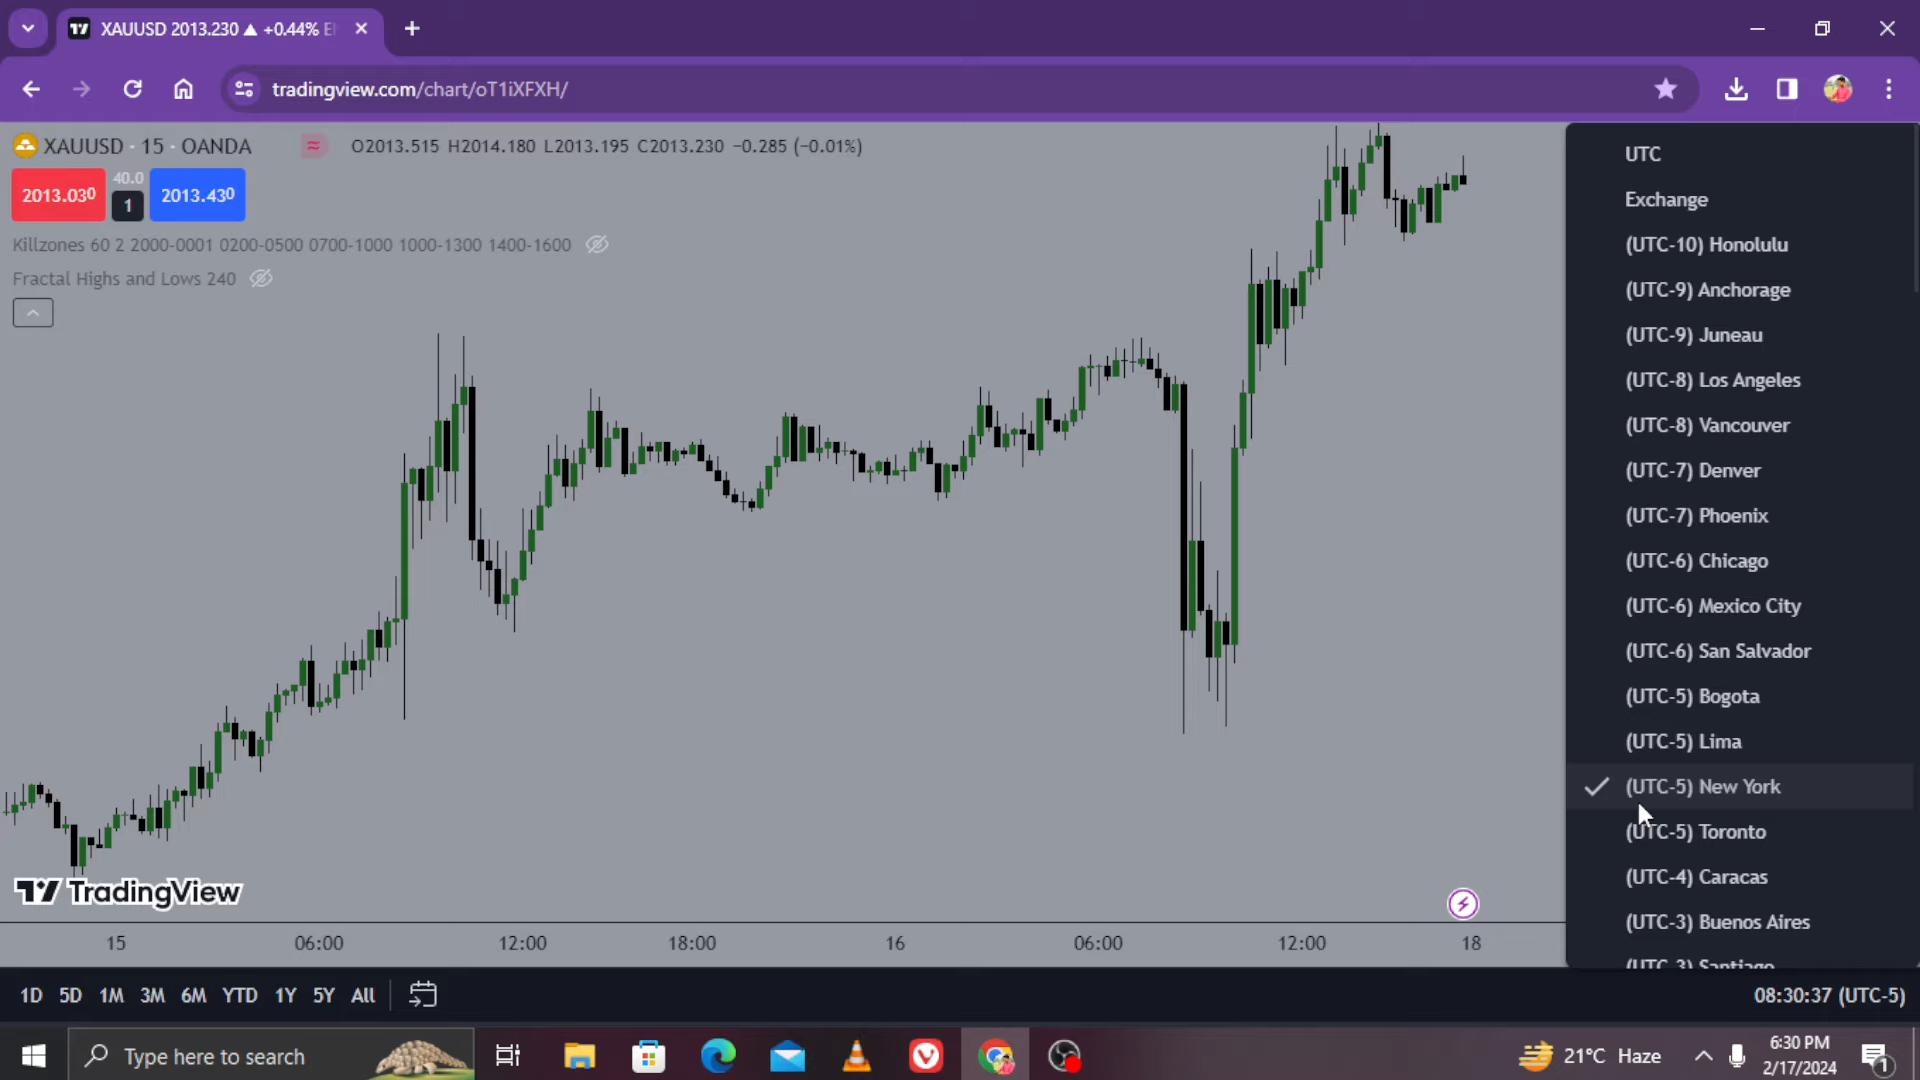 XAUUSD 2013.230 ▲ +0.44%
tradingview.com/chart/oT1iXFXH/
XAUUSD · 15 · OANDA
O2013.515 H2014.180 L2013.195 C2013.230 −0.285 (−0.01%)
2013.030
40.0
1
2013.430
Killzones 60 2 2000-0001 0200-0500 0700-1000 1000-1300 1400-1600
Fractal Highs and Lows 240
UTC
Exchange
(UTC-10) Honolulu
(UTC-9) Anchorage
(UTC-9) Juneau
(UTC-8) Los Angeles
(UTC-8) Vancouver
(UTC-7) Denver
(UTC-7) Phoenix
(UTC-6) Chicago
(UTC-6) Mexico City
(UTC-6) San Salvador
(UTC-5) Bogota
(UTC-5) Lima
(UTC-5) New York
(UTC-5) Toronto
(UTC-4) Caracas
(UTC-3) Buenos Aires
(UTC-3) Santiago
TradingView
15 06:00 12:00 18:00 16 06:00 12:00 18
1D 5D 1M 3M 6M YTD 1Y 5Y All
08:30:37 (UTC-5)
Type here to search
21°C Haze
6:30 PM
2/17/2024
1